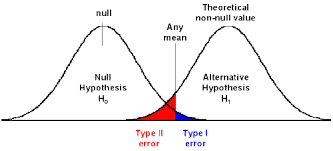 null
Any
mean
Theoretical
non-null value
Null
Hypothesis
H0
Alternative
Hypothesis
H1
Type II
error
Type I
error